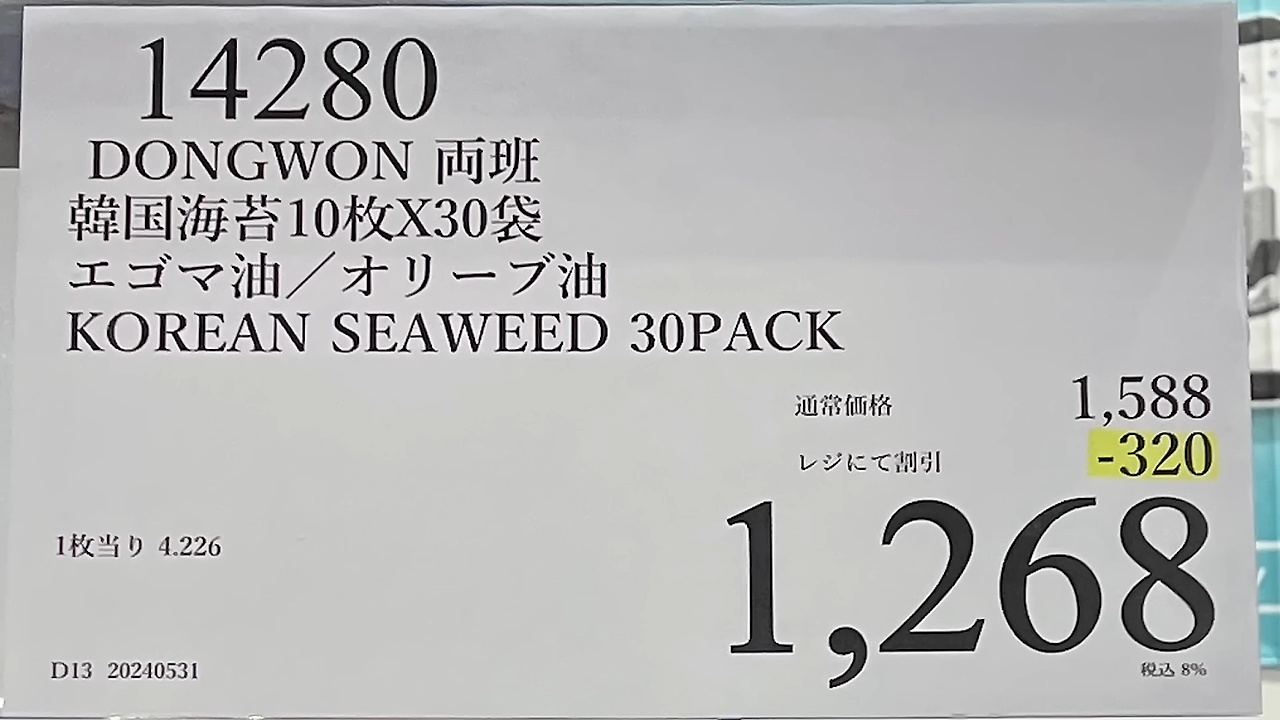 14280
DONGWON 両班
韓国海苔10枚X30袋
エゴマ油／オリーブ油
KOREAN SEAWEED 30PACK
通常価格 1,588
レジにて割引 -320
1,268
1枚当り 4.226
税込 8%
D13 20240531